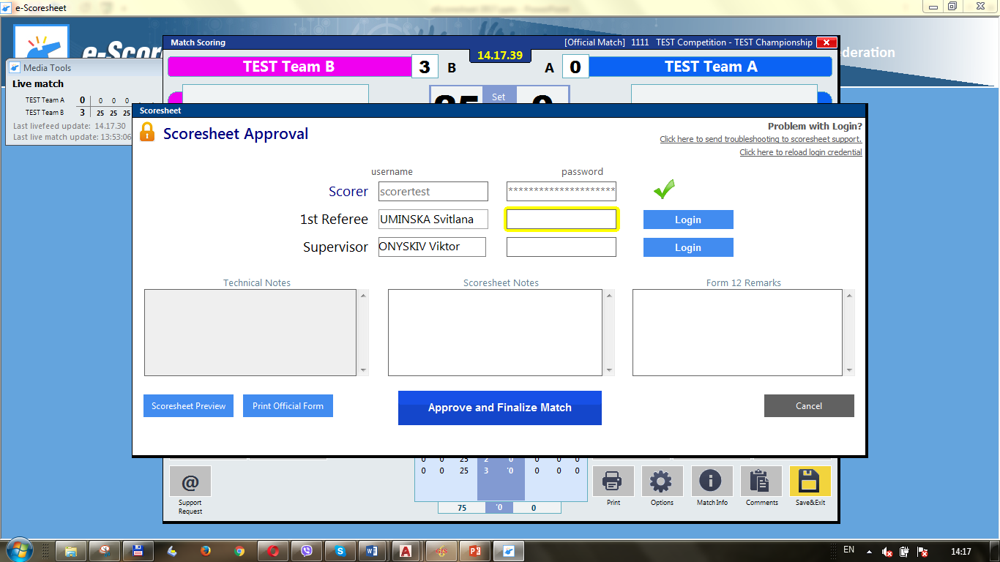 e-Scoresheet
e-Scor
ederation
Match Scoring
[Official Match] 1111 TEST Competition - TEST Championship
14.17.39
TEST Team B 3 B
A 0 TEST Team A
Set
Media Tools
Live match
TEST Team A 0 0 0 0
TEST Team B 3 25 25 25
Last livefeed update: 14.17.30
Last live match update: 13:53:06
Scoresheet
Scoresheet Approval
Problem with Login?
Click here to send troubleshooting to scoresheet support.
Click here to reload login credential
username password
Scorer scorertest *********************
1st Referee UMINSKA Svitlana Login
Supervisor ONYSKIV Viktor Login
Technical Notes Scoresheet Notes Form 12 Remarks
Scoresheet Preview Print Official Form Approve and Finalize Match Cancel
0 0 25 2 0' 0 0 0
0 0 25 3 '0. 0 0 0
75 '0. 0
@
Support
Request
Print Options Match Info Comments Save&Exit
EN 14:17